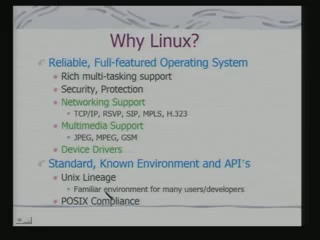 Why Linux?
Reliable, Full-featured Operating System
Rich multi-tasking support
Security, Protection
Networking Support
TCP/IP, RSVP, SIP, MPLS, H.323
Multimedia Support
JPEG, MPEG, GSM
Device Drivers
Standard, Known Environment and API's
Unix Lineage
Familiar environment for many users/developers
POSIX Compliance